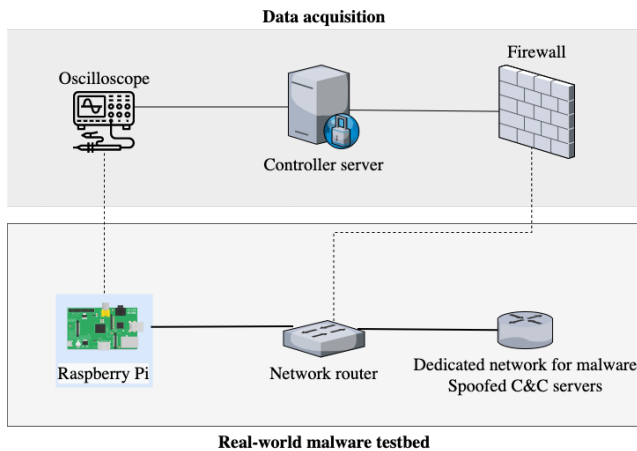 Data acquisition
Firewall
Oscilloscope
Controller server
Raspberry Pi
Network router
Dedicated network for malware
Spoofed C&C servers
Real-world malware testbed